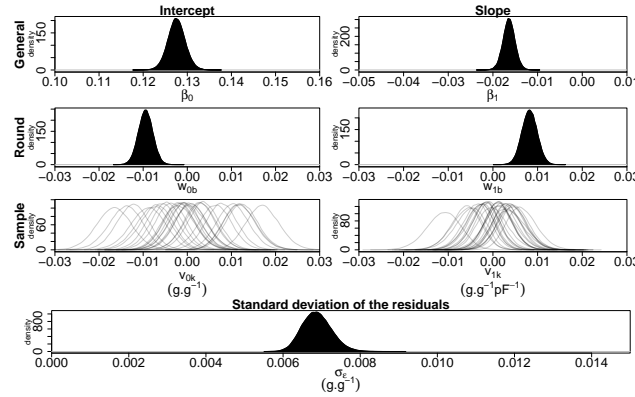 Intercept
Slope
General
density
0 150
0.10 0.11 0.12 0.13 0.14 0.15 0.16
β0
density
0 200
−0.05 −0.04 −0.03 −0.02 −0.01 0.00 0.01
β1
Round
density
0 150
−0.03 −0.02 −0.01 0.00 0.01 0.02 0.03
w0b
density
0 150
−0.03 −0.02 −0.01 0.00 0.01 0.02 0.03
w1b
Sample
density
0 60
−0.03 −0.02 −0.01 0.00 0.01 0.02 0.03
v0k
(g.g⁻¹)
density
0 80
−0.03 −0.02 −0.01 0.00 0.01 0.02 0.03
v1k
(g.g⁻¹pF⁻¹)
Standard deviation of the residuals
density
0 800
0.000 0.002 0.004 0.006 0.008 0.010 0.012 0.014
σε
(g.g⁻¹)